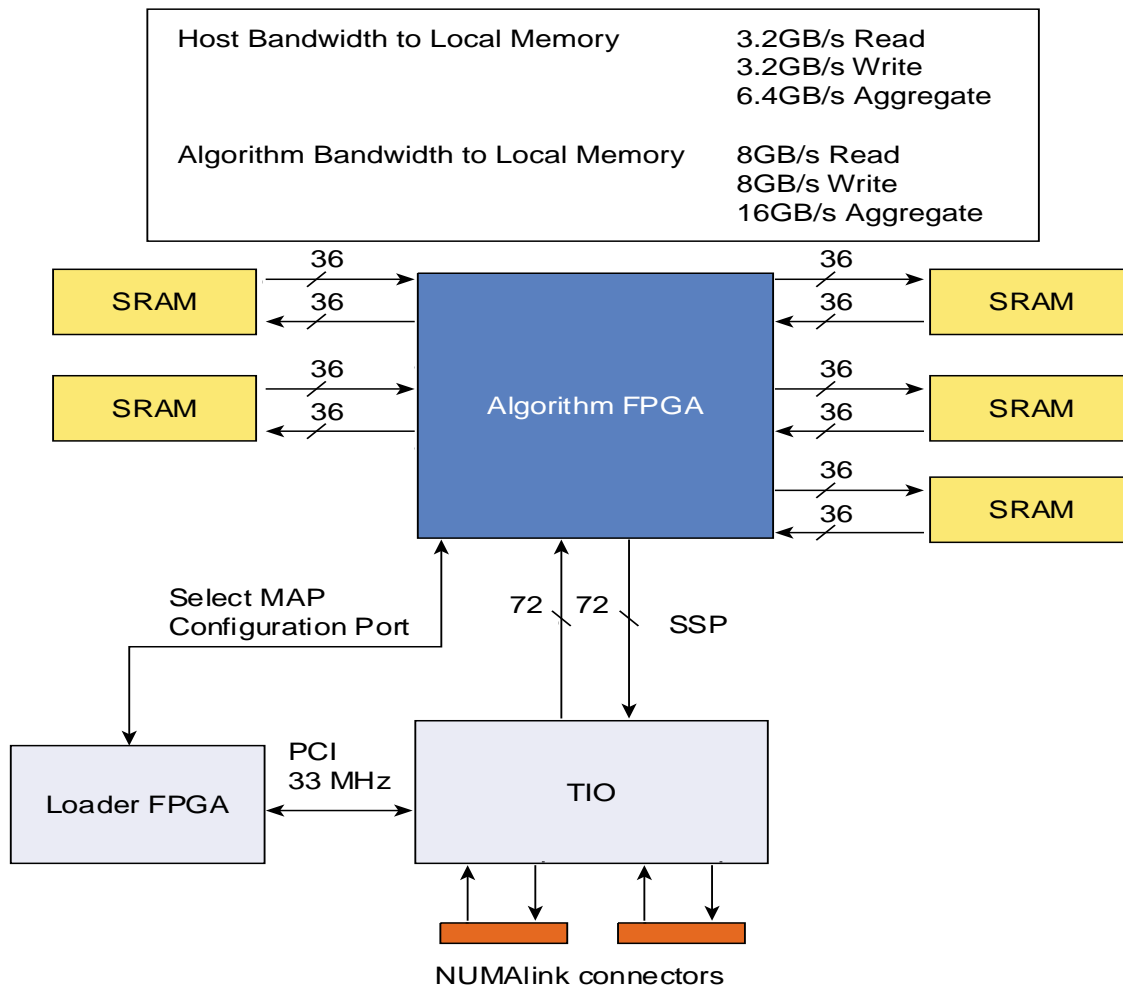 Host Bandwidth to Local Memory 3.2GB/s Read
3.2GB/s Write
6.4GB/s Aggregate
Algorithm Bandwidth to Local Memory 8GB/s Read
8GB/s Write
16GB/s Aggregate
36
36
SRAM
36
36
SRAM
Algorithm FPGA
36
36
SRAM
36
36
SRAM
36
36
SRAM
Select MAP
Configuration Port
72 72
SSP
Loader FPGA
PCI
33 MHz
TIO
NUMAlink connectors